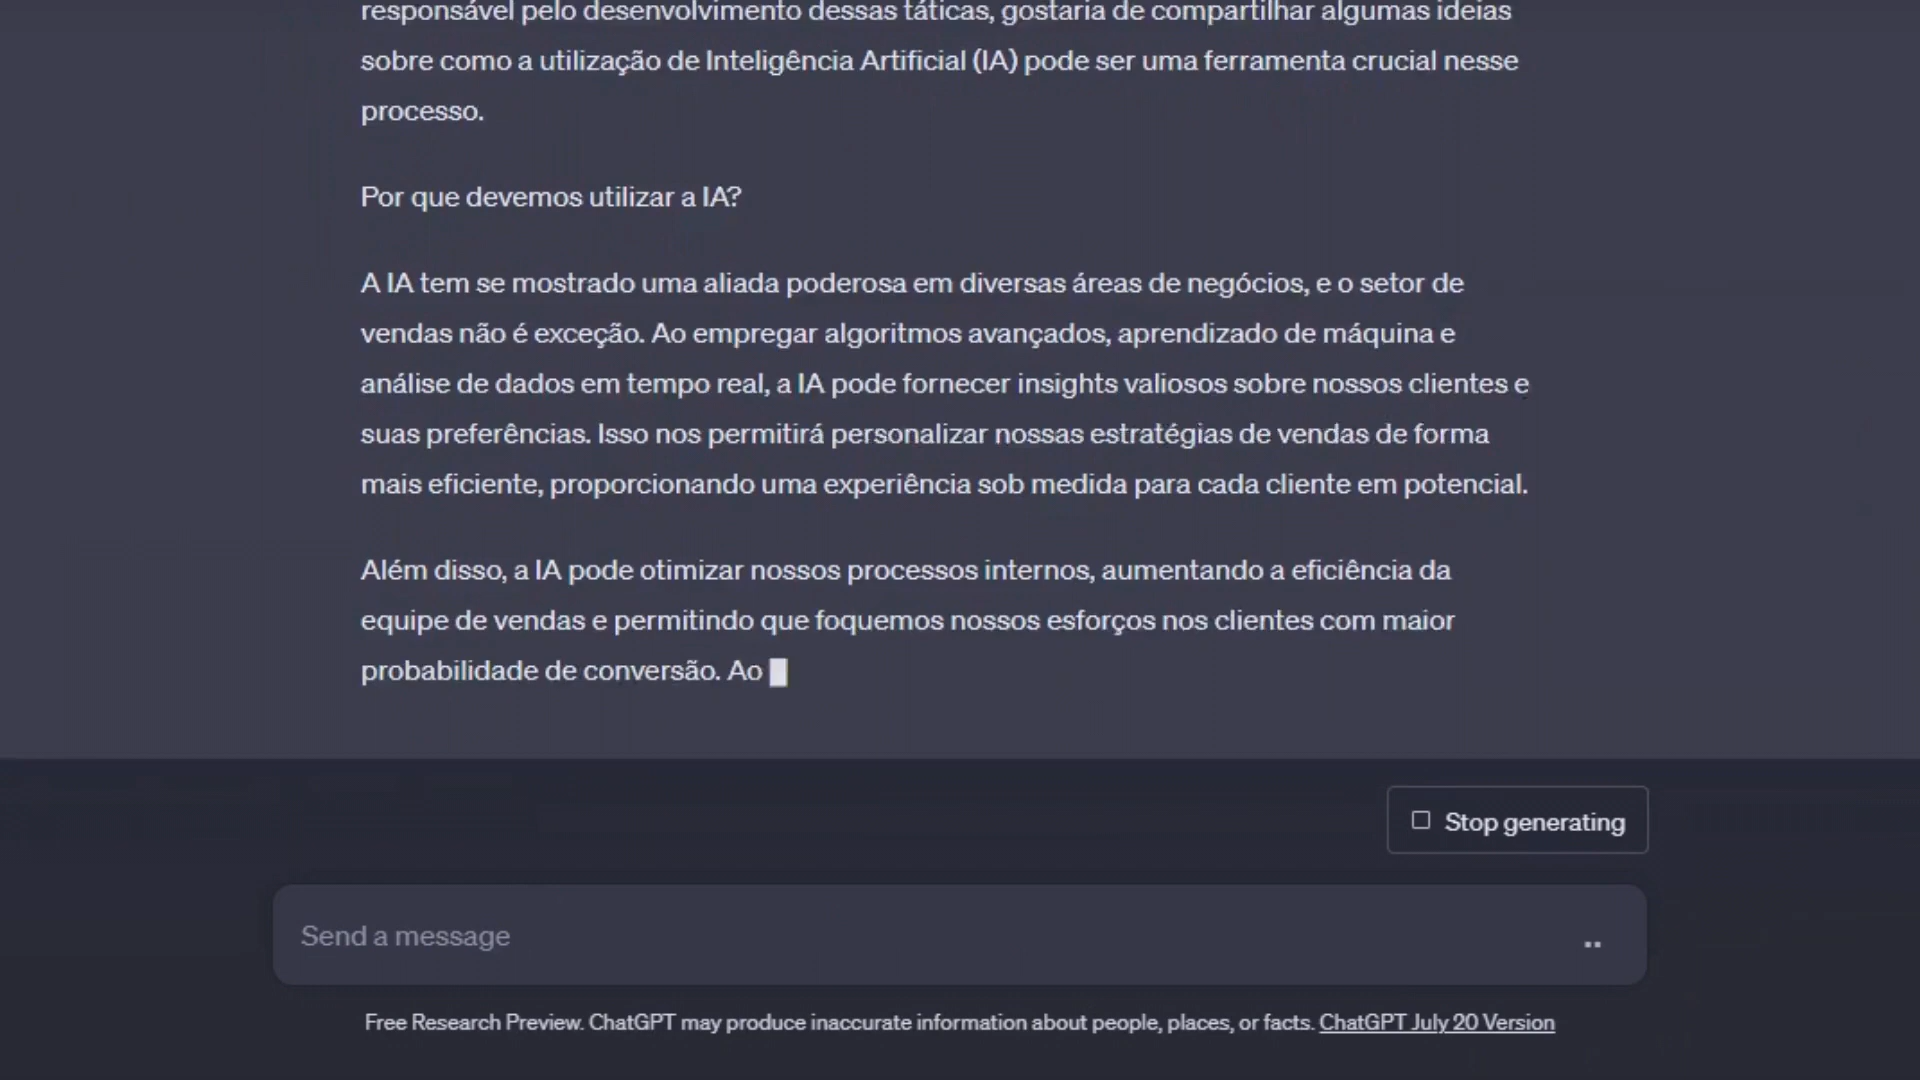 responsável pelo desenvolvimento dessas táticas, gostaria de compartilhar algumas ideias
sobre como a utilização de Inteligência Artificial (IA) pode ser uma ferramenta crucial nesse
processo.
Por que devemos utilizar a IA?
A IA tem se mostrado uma aliada poderosa em diversas áreas de negócios, e o setor de
vendas não é exceção. Ao empregar algoritmos avançados, aprendizado de máquina e
análise de dados em tempo real, a IA pode fornecer insights valiosos sobre nossos clientes e
suas preferências. Isso nos permitirá personalizar nossas estratégias de vendas de forma
mais eficiente, proporcionando uma experiência sob medida para cada cliente em potencial.
Além disso, a IA pode otimizar nossos processos internos, aumentando a eficiência da
equipe de vendas e permitindo que foquemos nossos esforços nos clientes com maior
probabilidade de conversão. Ao
Stop generating
Send a message
Free Research Preview. ChatGPT may produce inaccurate information about people, places, or facts. ChatGPT July 20 Version